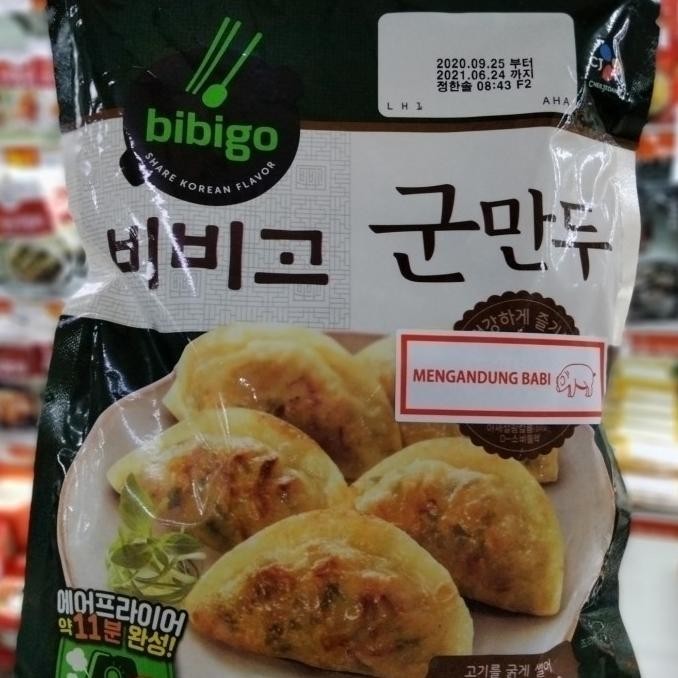 bibigo
SHARE KOREAN FLAVOR
2020.09.25 부터
2021.06.24 까지
정한솔 08:43 F2
LH1 AHA
CJ
비비고 군만두
MENGANDUNG BABI
에어프라이어
약 11분 완성!
고기를 굵게 썰어